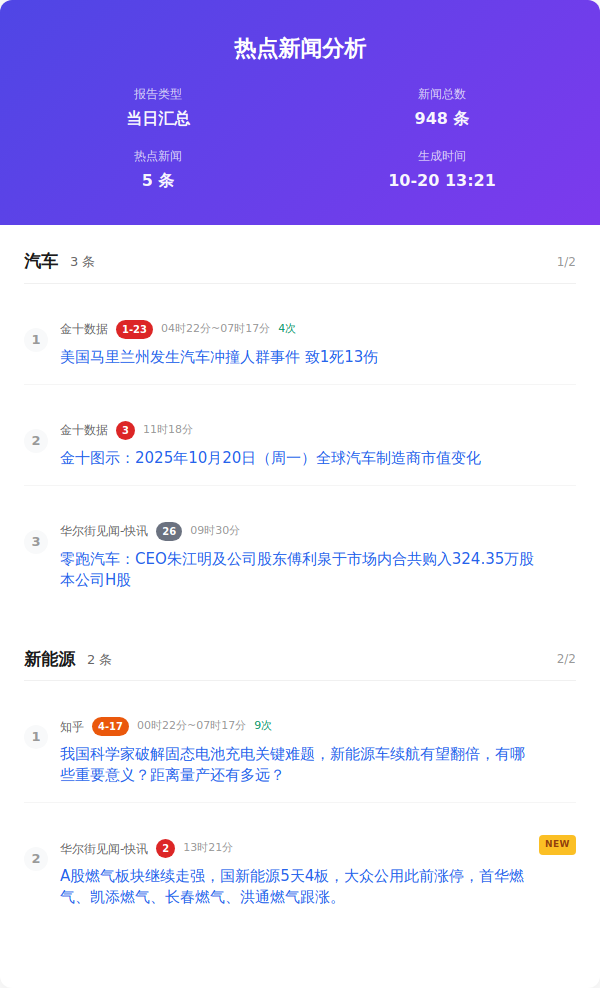 热点新闻分析
报告类型 新闻总数
当日汇总 948 条
热点新闻 生成时间
5 条 10-20 13:21
汽车 3 条 1/2
1 金十数据 1-23 04时22分~07时17分 4次
美国马里兰州发生汽车冲撞人群事件 致1死13伤
2 金十数据 3 11时18分
金十图示：2025年10月20日（周一）全球汽车制造商市值变化
3 华尔街见闻-快讯 26 09时30分
零跑汽车：CEO朱江明及公司股东傅利泉于市场内合共购入324.35万股
本公司H股
新能源 2 条 2/2
1 知乎 4-17 00时22分~07时17分 9次
我国科学家破解固态电池充电关键难题，新能源车续航有望翻倍，有哪
些重要意义？距离量产还有多远？
2 华尔街见闻-快讯 2 13时21分 NEW
A股燃气板块继续走强，国新能源5天4板，大众公用此前涨停，首华燃
气、凯添燃气、长春燃气、洪通燃气跟涨。